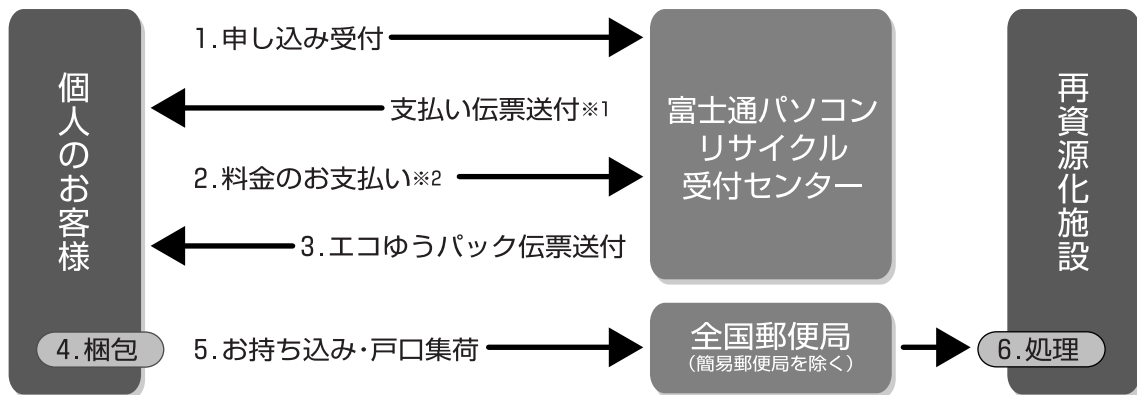 個人のお客様
1.申し込み受付
支払い伝票送付※1
2.料金のお支払い※2
3.エコゆうパック伝票送付
4.梱包
5.お持ち込み・戸口集荷
富士通パソコン
リサイクル
受付センター
全国郵便局
(簡易郵便局を除く)
再資源化施設
6.処理